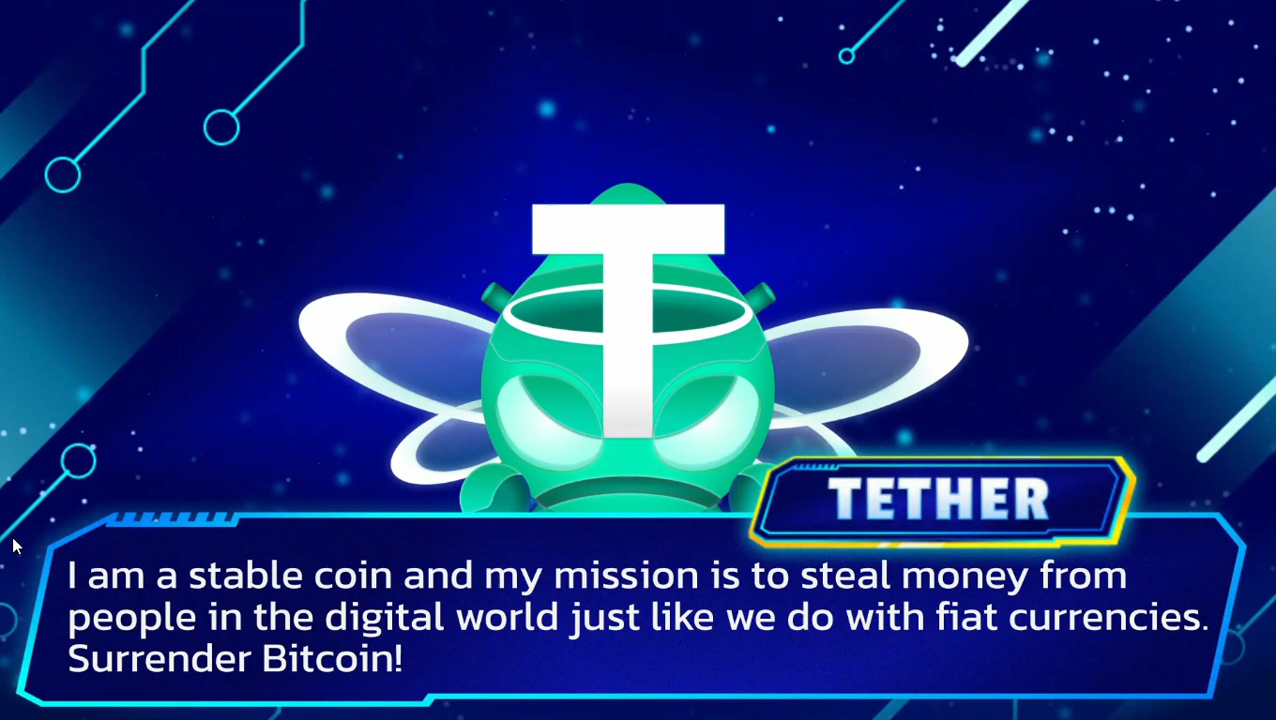 T
TETHER
I am a stable coin and my mission is to steal money from
people in the digital world just like we do with fiat currencies.
Surrender Bitcoin!